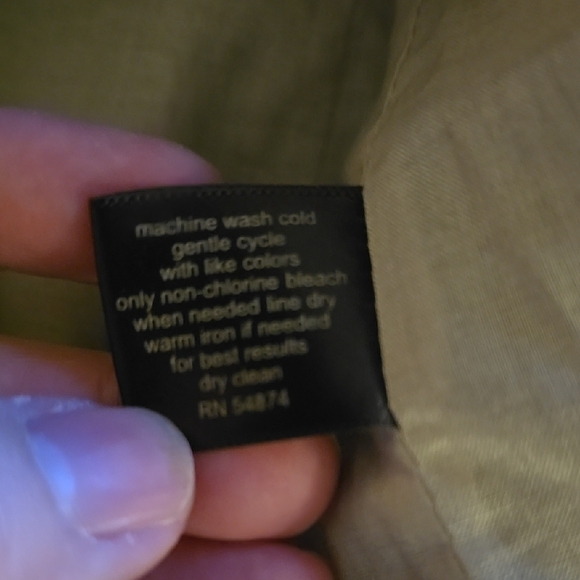 machine wash cold
gentle cycle
with like colors
only non-chlorine bleach
when needed line dry
warm iron if needed
for best results
dry clean
RN 54874